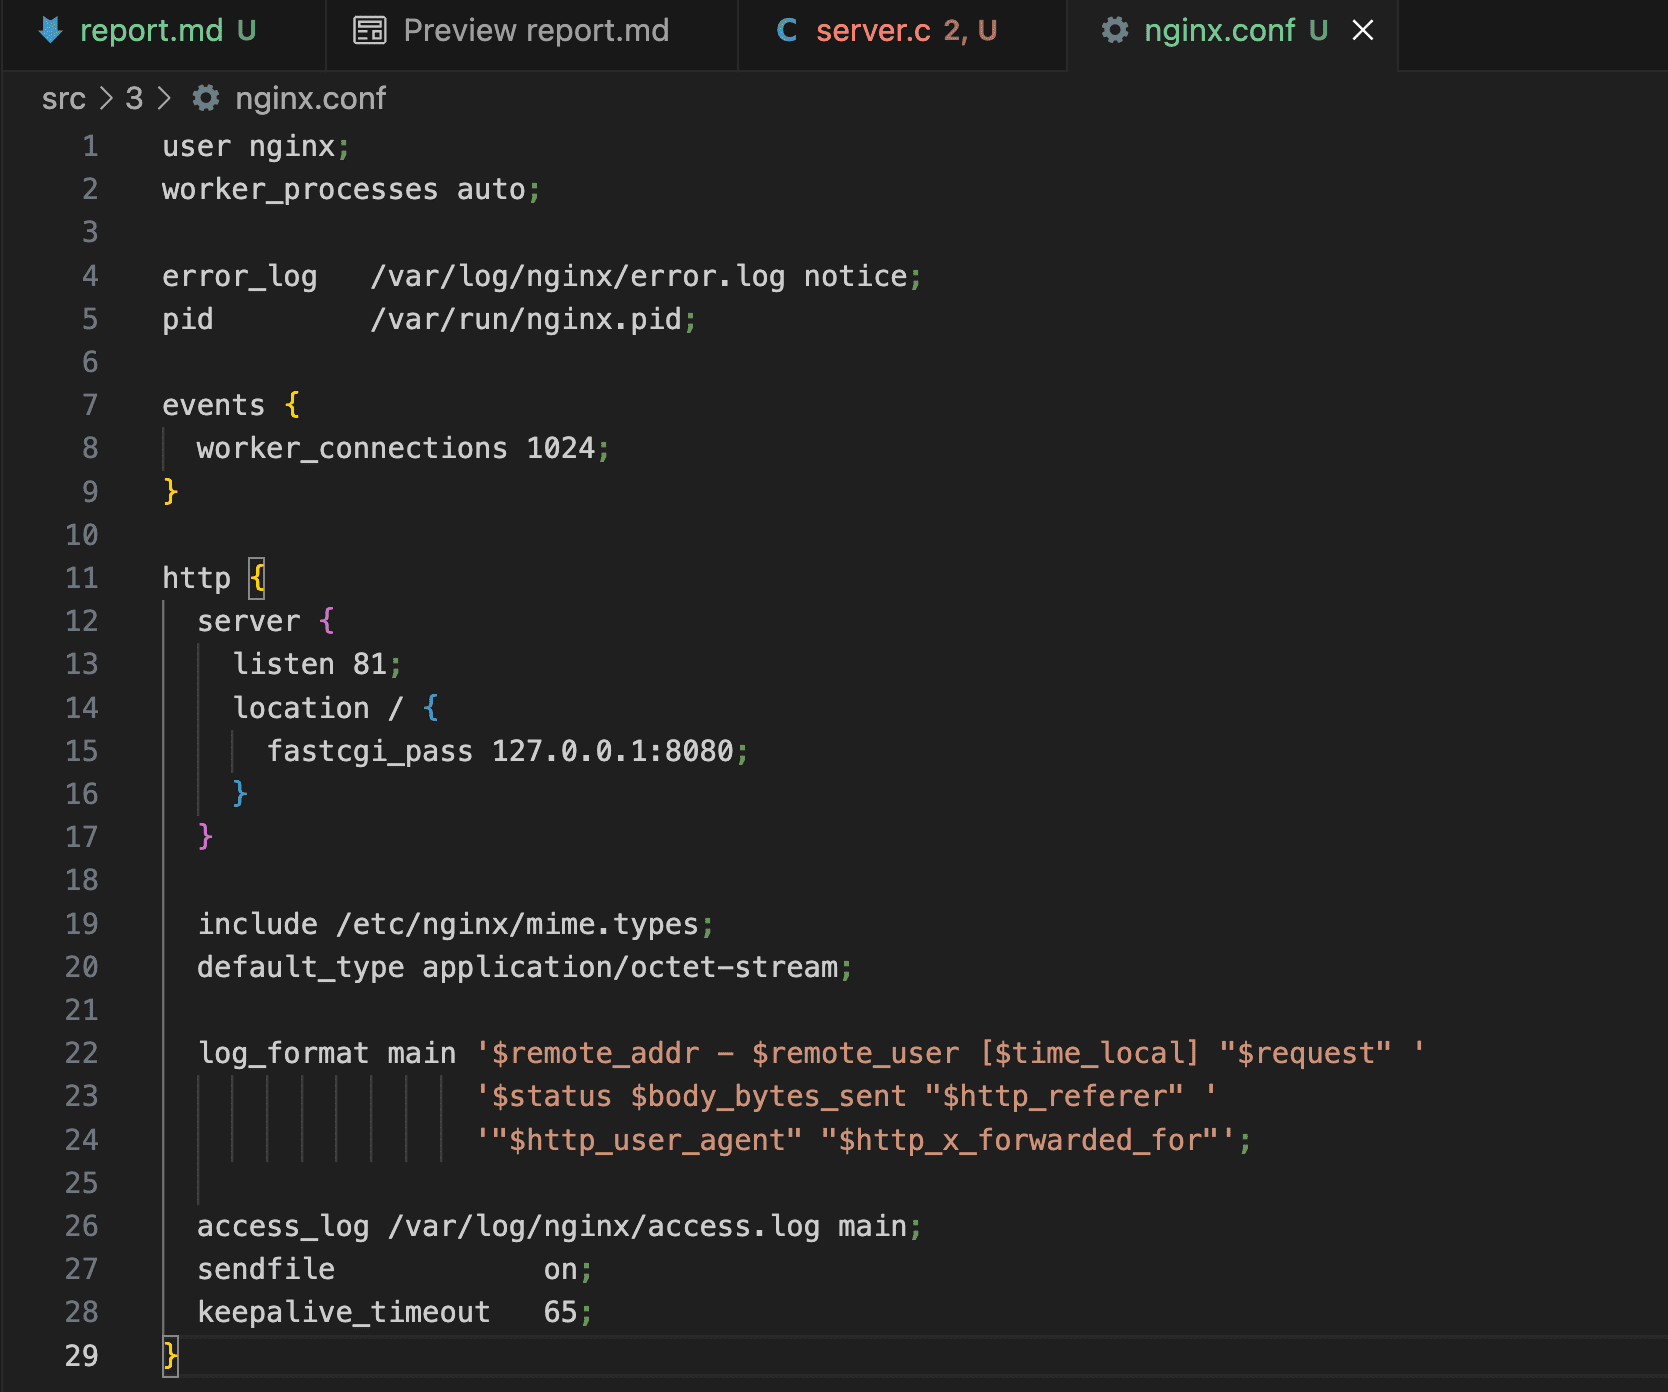 report.md U Preview report.md C server.c 2, U nginx.conf U
src > 3 > nginx.conf
1 user nginx;
2 worker_processes auto;
3
4 error_log   /var/log/nginx/error.log notice;
5 pid         /var/run/nginx.pid;
6
7 events {
8   worker_connections 1024;
9 }
10
11 http {
12   server {
13     listen 81;
14     location / {
15       fastcgi_pass 127.0.0.1:8080;
16     }
17   }
18
19   include /etc/nginx/mime.types;
20   default_type application/octet-stream;
21
22   log_format main '$remote_addr - $remote_user [$time_local] "$request" '
23                   '$status $body_bytes_sent "$http_referer" '
24                   '"$http_user_agent" "$http_x_forwarded_for"';
25
26   access_log /var/log/nginx/access.log main;
27   sendfile            on;
28   keepalive_timeout   65;
29 }